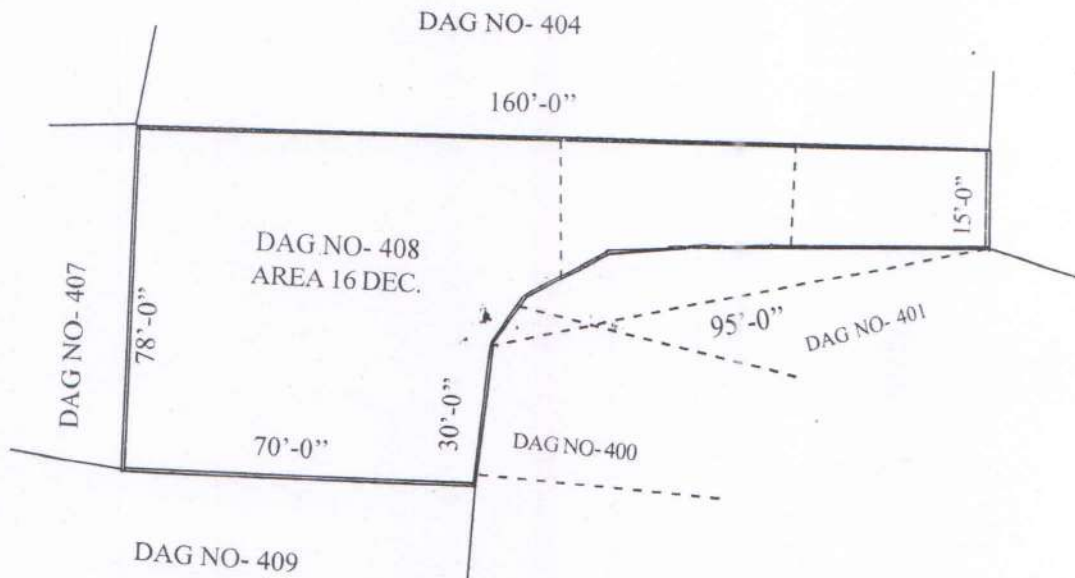 DAG NO- 404
160’-0”
15’-0”
DAG NO- 408
AREA 16 DEC.
DAG NO- 407
78’-0”
95’-0”
DAG NO- 401
30’-0”
70’-0”
DAG NO-400
DAG NO- 409